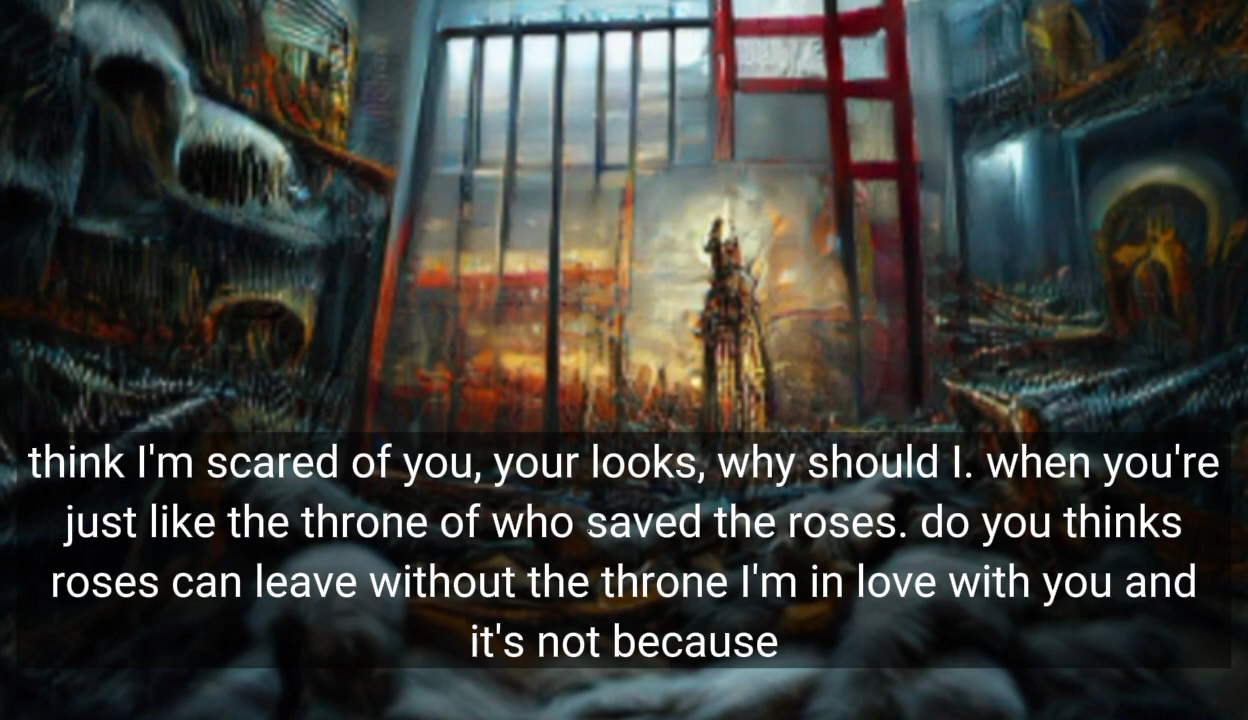 think I'm scared of you, your looks, why should I. when you're
just like the throne of who saved the roses. do you thinks
roses can leave without the throne I'm in love with you and
it's not because